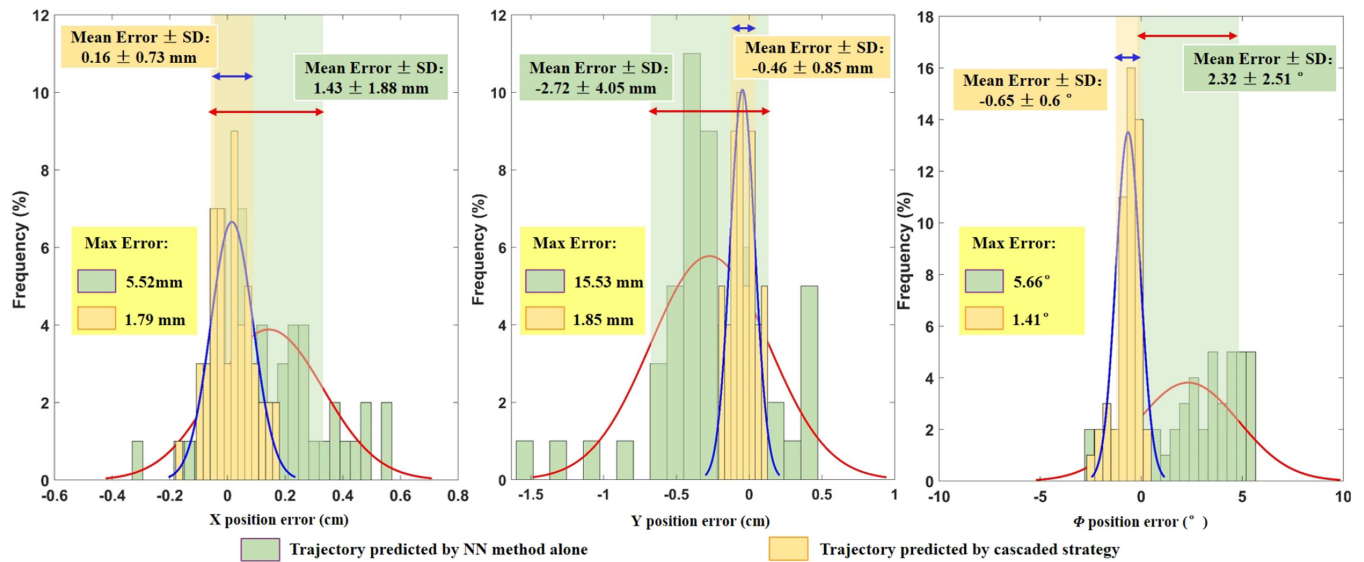 Mean Error ± SD:
0.16 ± 0.73 mm
Mean Error ± SD:
1.43 ± 1.88 mm
Max Error:
5.52mm
1.79 mm
Frequency (%)
12
10
8
6
4
2
0
-0.6
-0.4
-0.2
0
0.2
0.4
0.6
0.8
X position error (cm)
Mean Error ± SD:
-2.72 ± 4.05 mm
Mean Error ± SD:
-0.46 ± 0.85 mm
Max Error:
15.53 mm
1.85 mm
Frequency (%)
12
10
8
6
4
2
0
-1.5
-1
-0.5
0
0.5
1
Y position error (cm)
Mean Error ± SD:
-0.65 ± 0.6 °
Mean Error ± SD:
2.32 ± 2.51 °
Max Error:
5.66°
1.41°
Frequency (%)
18
16
14
12
10
8
6
4
2
0
-10
-5
0
5
10
Φ position error (°)
Trajectory predicted by NN method alone
Trajectory predicted by cascaded strategy